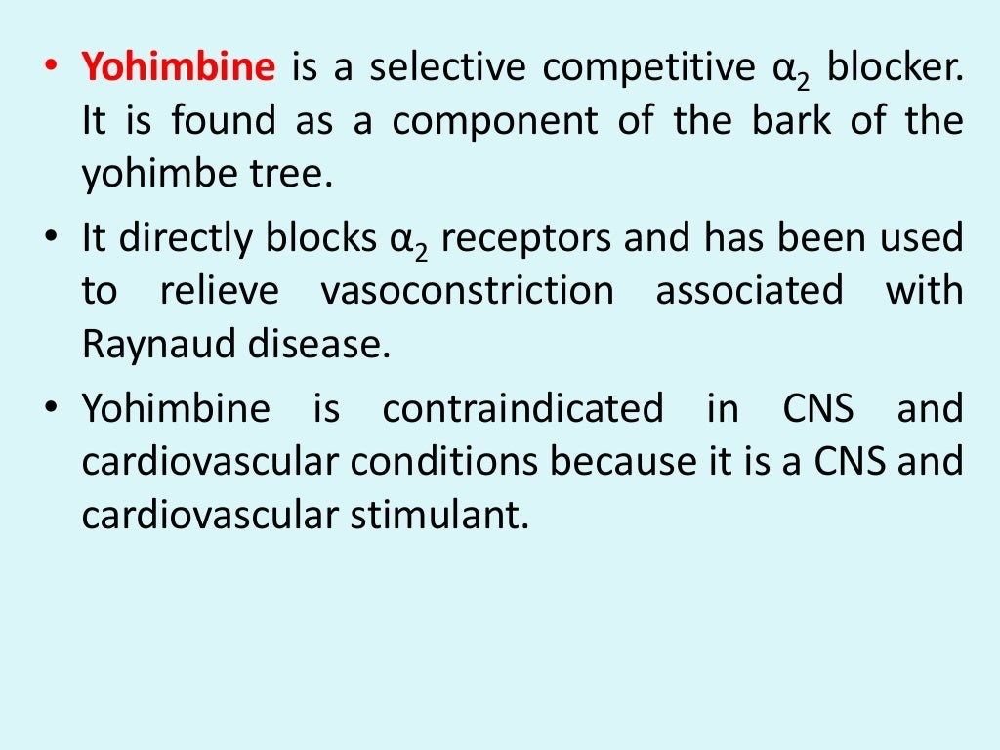 • Yohimbine is a selective competitive α₂ blocker.
It is found as a component of the bark of the
yohimbe tree.
• It directly blocks α₂ receptors and has been used
to relieve vasoconstriction associated with
Raynaud disease.
• Yohimbine is contraindicated in CNS and
cardiovascular conditions because it is a CNS and
cardiovascular stimulant.